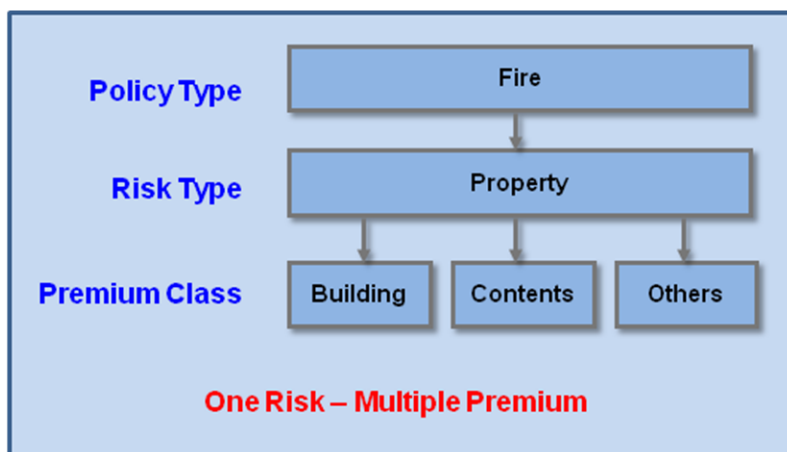 Policy Type
Fire
Risk Type
Property
Premium Class
Building
Contents
Others
One Risk – Multiple Premium